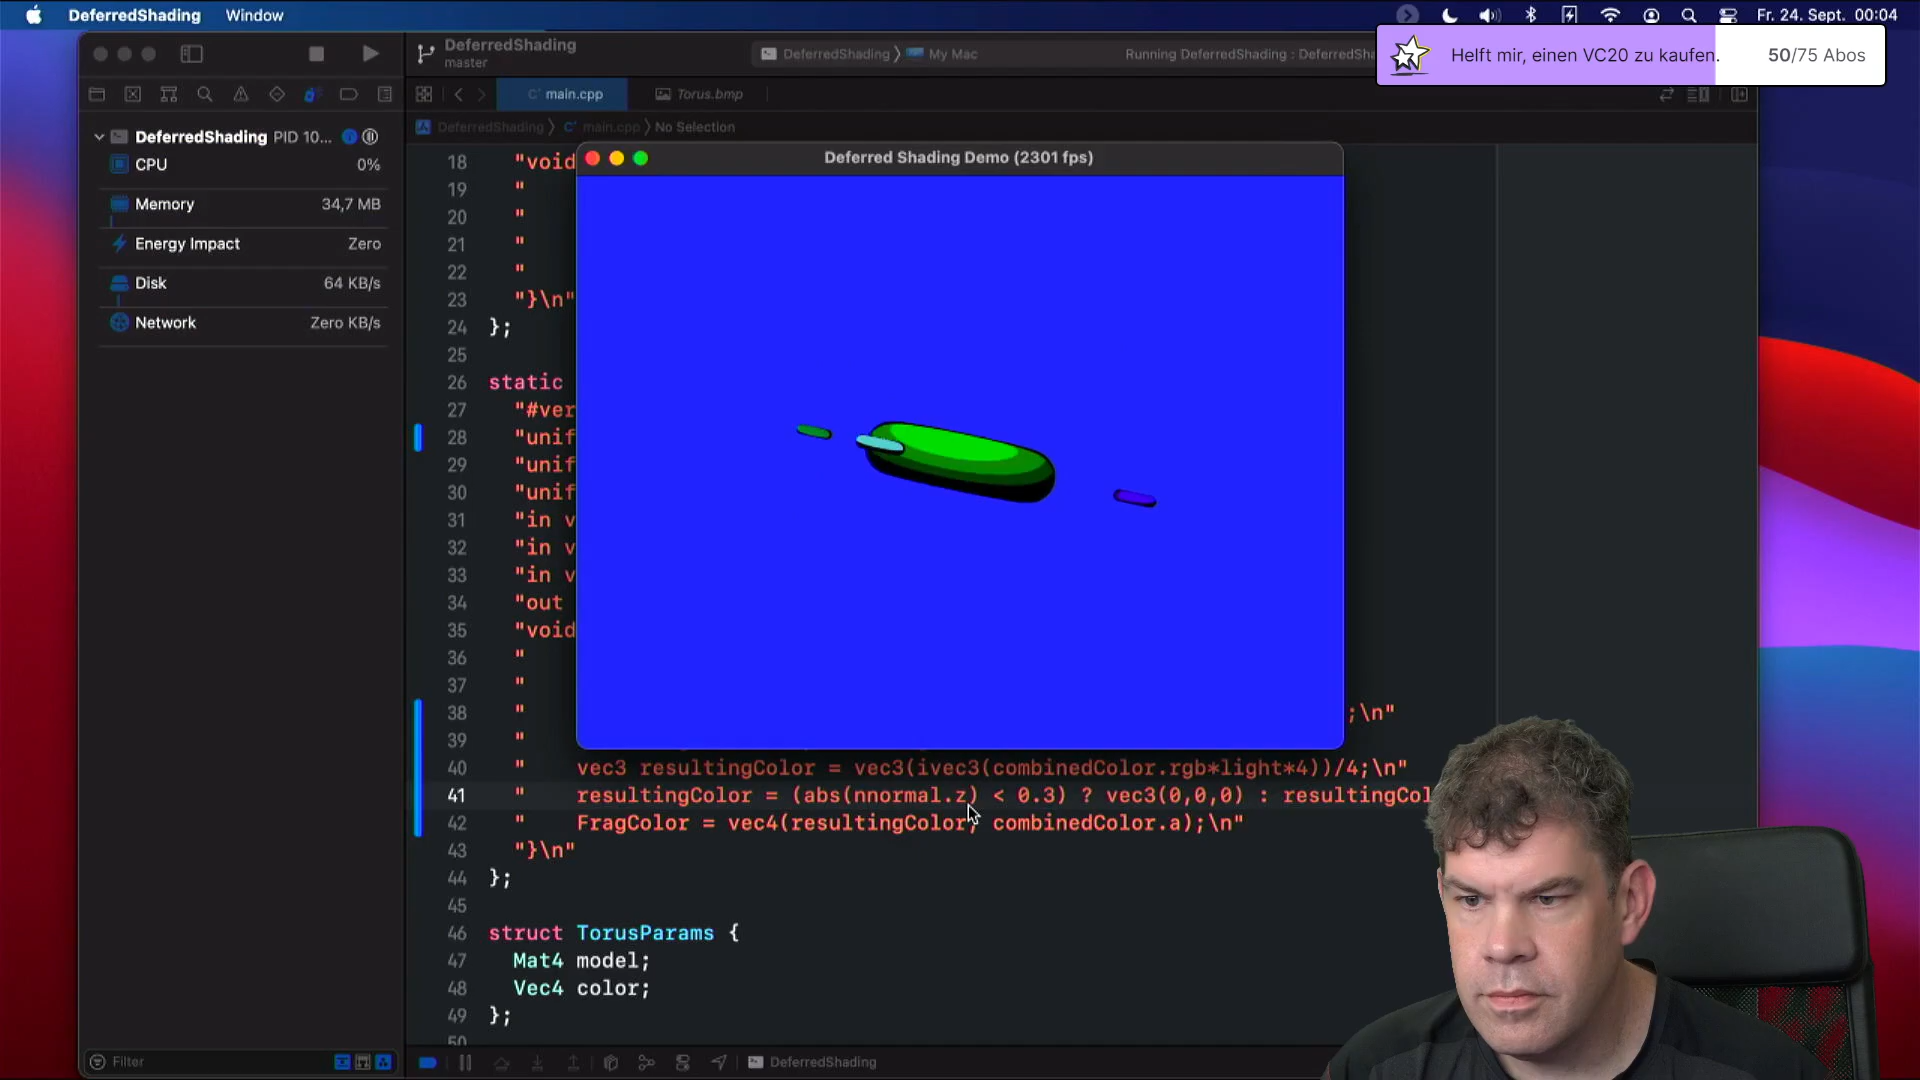 DeferredShading Window
Fr. 24. Sept. 00:04
Helft mir, einen VC20 zu kaufen. 50/75 Abos
DeferredShading
master
DeferredShading My Mac
Running DeferredShading : DeferredSha
main.cpp
Torus.bmp
DeferredShading main.cpp No Selection
DeferredShading PID 10...
CPU 0%
Memory 34,7 MB
Energy Impact Zero
Disk 64 KB/s
Network Zero KB/s
Deferred Shading Demo (2301 fps)
18 "void
19 "
20 "
21 "
22 "
23 "}\n"
24 };
25
26 static
27 "#ver
28 "unif
29 "unif
30 "unif
31 "in v
32 "in v
33 "in v
34 "out
35 "void
36 "
37 "
38 " ;\n"
39 "
40 " vec3 resultingColor = vec3(ivec3(combinedColor.rgb*light*4))/4;\n"
41 " resultingColor = (abs(nnormal.z) < 0.3) ? vec3(0,0,0) : resultingCol
42 " FragColor = vec4(resultingColor, combinedColor.a);\n"
43 "}\n"
44 };
45
46 struct TorusParams {
47 Mat4 model;
48 Vec4 color;
49 };
50
Filter
DeferredShading